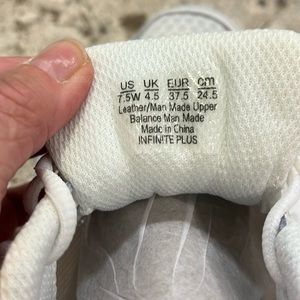 US UK EUR cm
7.5W 4.5 37.5 24.5
Leather/Man Made Upper
Balance Man Made
Made in China
INFINITE PLUS